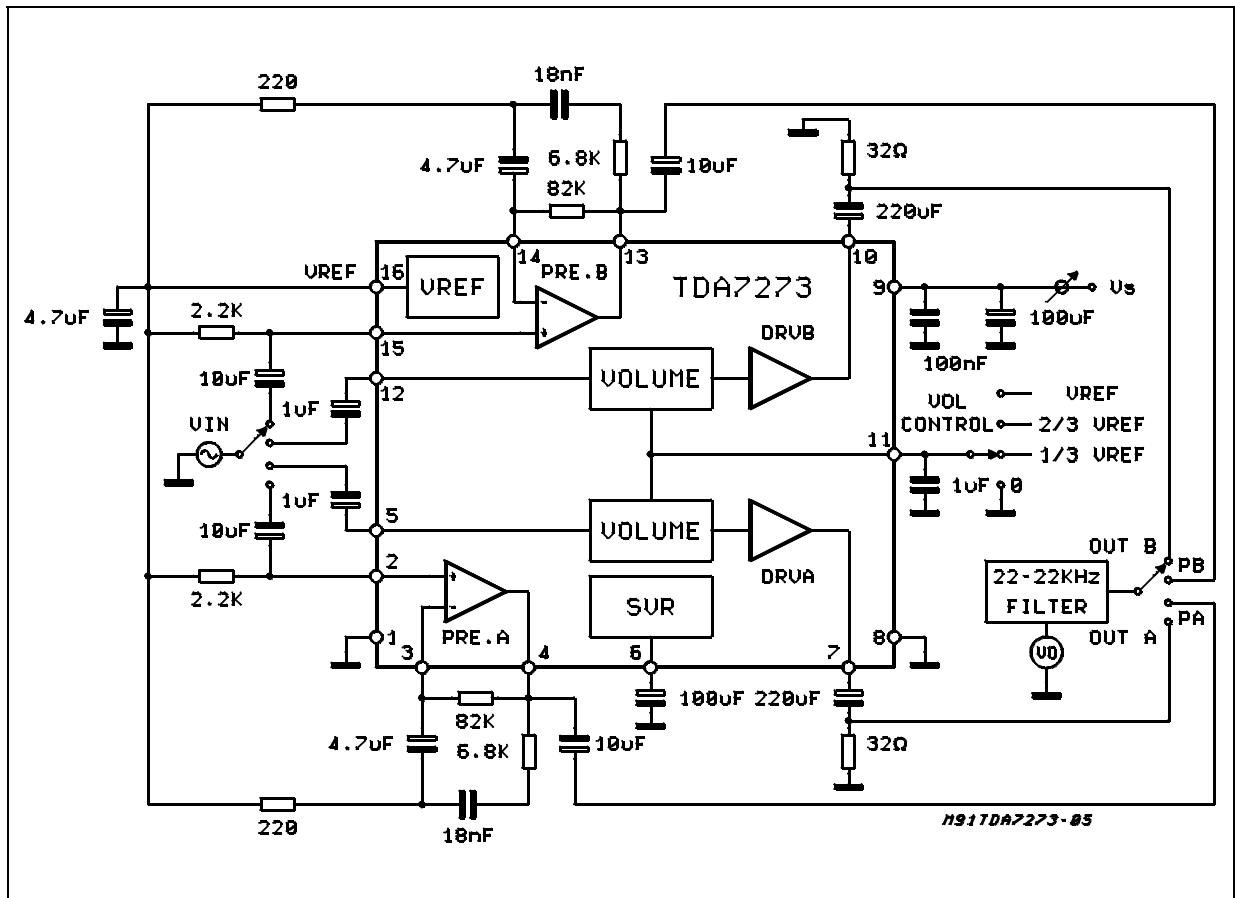 220
18nF
4.7uF
6.8K
82K
10uF
32Ω
220uF
14
13
10
VREF
16
VREF
PRE.B
TDA7273
9
Vs
4.7uF
2.2K
15
DRVB
100uF
100nF
10uF
12
VOLUME
1uF
VIN
VOL
CONTROL
VREF
2/3 VREF
1/3 VREF
11
1uF
0
1uF
5
VOLUME
10uF
2
DRVA
OUT B
PB
2.2K
22-22KHz
FILTER
SVR
PA
OUT A
1
PRE.A
8
3
4
6
7
VO
100uF
220uF
82K
4.7uF
6.8K
10uF
32Ω
220
18nF
M91TDA7273-05